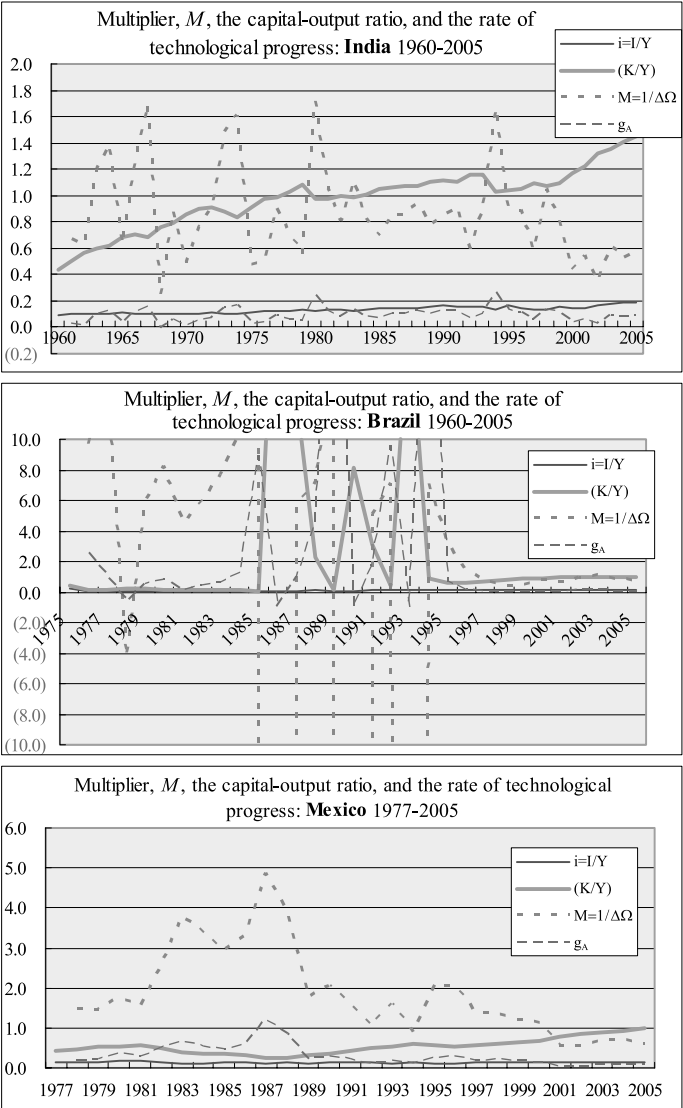 Multiplier, M, the capital-output ratio, and the rate of
technological progress: India 1960-2005
i=I/Y
(K/Y)
M=1/ΔΩ
gA
2.0
1.8
1.6
1.4
1.2
1.0
0.8
0.6
0.4
0.2
0.0
(0.2)
1960 1965 1970 1975 1980 1985 1990 1995 2000 2005
Multiplier, M, the capital-output ratio, and the rate of
technological progress: Brazil 1960-2005
i=I/Y
(K/Y)
M=1/ΔΩ
gA
10.0
8.0
6.0
4.0
2.0
0.0
(2.0)
(4.0)
(6.0)
(8.0)
(10.0)
1975 1977 1979 1981 1983 1985 1987 1989 1991 1993 1995 1997 1999 2001 2003 2005
Multiplier, M, the capital-output ratio, and the rate of technological
progress: Mexico 1977-2005
i=I/Y
(K/Y)
M=1/ΔΩ
gA
6.0
5.0
4.0
3.0
2.0
1.0
0.0
1977 1979 1981 1983 1985 1987 1989 1991 1993 1995 1997 1999 2001 2003 2005